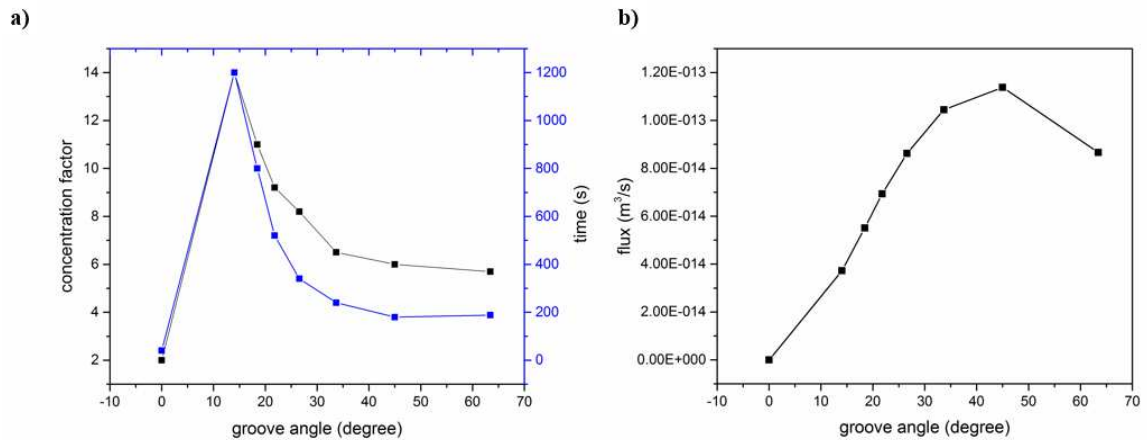 a)
14
12
10
8
6
4
2
concentration factor
1200
1000
800
600
400
200
0
time (s)
-10 0 10 20 30 40 50 60 70
groove angle (degree)
b)
1.20E-013
1.00E-013
8.00E-014
6.00E-014
4.00E-014
2.00E-014
0.00E+000
flux (m³/s)
-10 0 10 20 30 40 50 60 70
groove angle (degree)